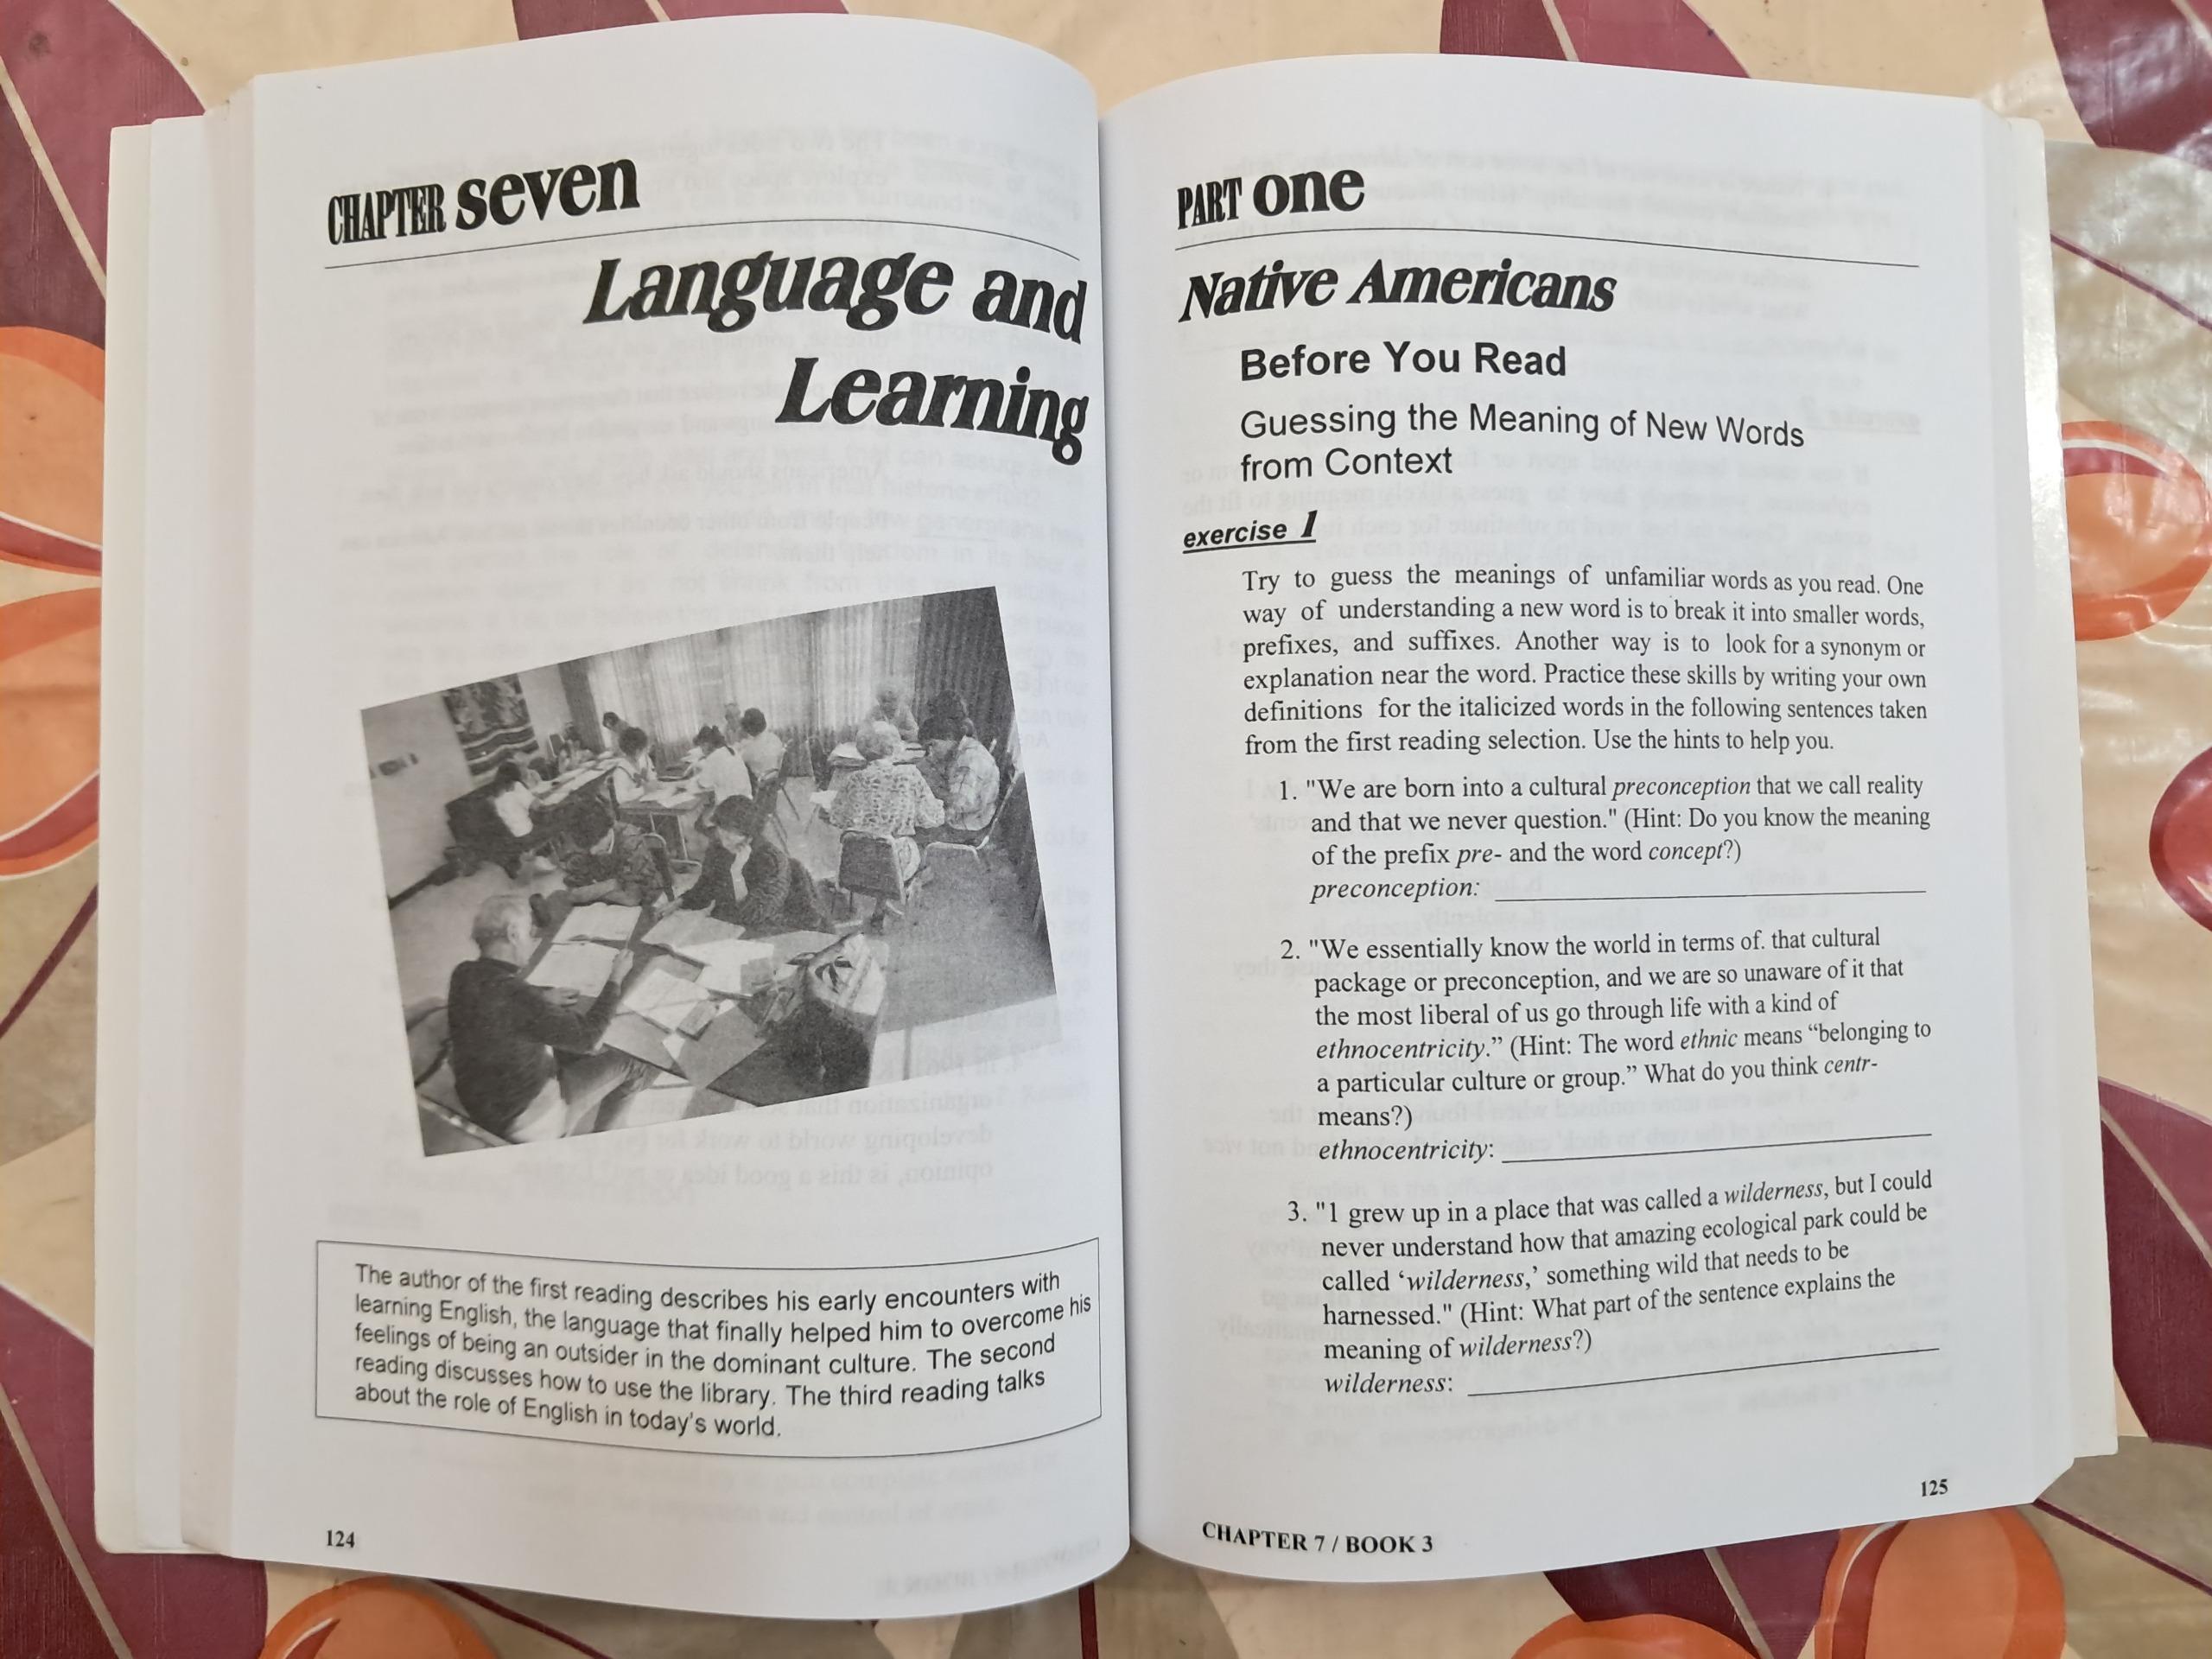 CHAPTER seven
Language and
Learning
The author of the first reading describes his early encounters with
learning English, the language that finally helped him to overcome his
feelings of being an outsider in the dominant culture. The second
reading discusses how to use the library. The third reading talks
about the role of English in today's world.
124
PART one
Native Americans
Before You Read
Guessing the Meaning of New Words
from Context
exercise 1
Try to guess the meanings of unfamiliar words as you read. One
way of understanding a new word is to break it into smaller words,
prefixes, and suffixes. Another way is to look for a synonym or
explanation near the word. Practice these skills by writing your own
definitions for the italicized words in the following sentences taken
from the first reading selection. Use the hints to help you.
1. "We are born into a cultural preconception that we call reality
and that we never question." (Hint: Do you know the meaning
of the prefix pre- and the word concept?)
preconception:
2. "We essentially know the world in terms of. that cultural
package or preconception, and we are so unaware of it that
the most liberal of us go through life with a kind of
ethnocentricity.” (Hint: The word ethnic means “belonging to
a particular culture or group.” What do you think centr-
means?)
ethnocentricity:
3. "1 grew up in a place that was called a wilderness, but I could
never understand how that amazing ecological park could be
called ‘wilderness,’ something wild that needs to be
harnessed." (Hint: What part of the sentence explains the
meaning of wilderness?)
wilderness:
125
CHAPTER 7 / BOOK 3